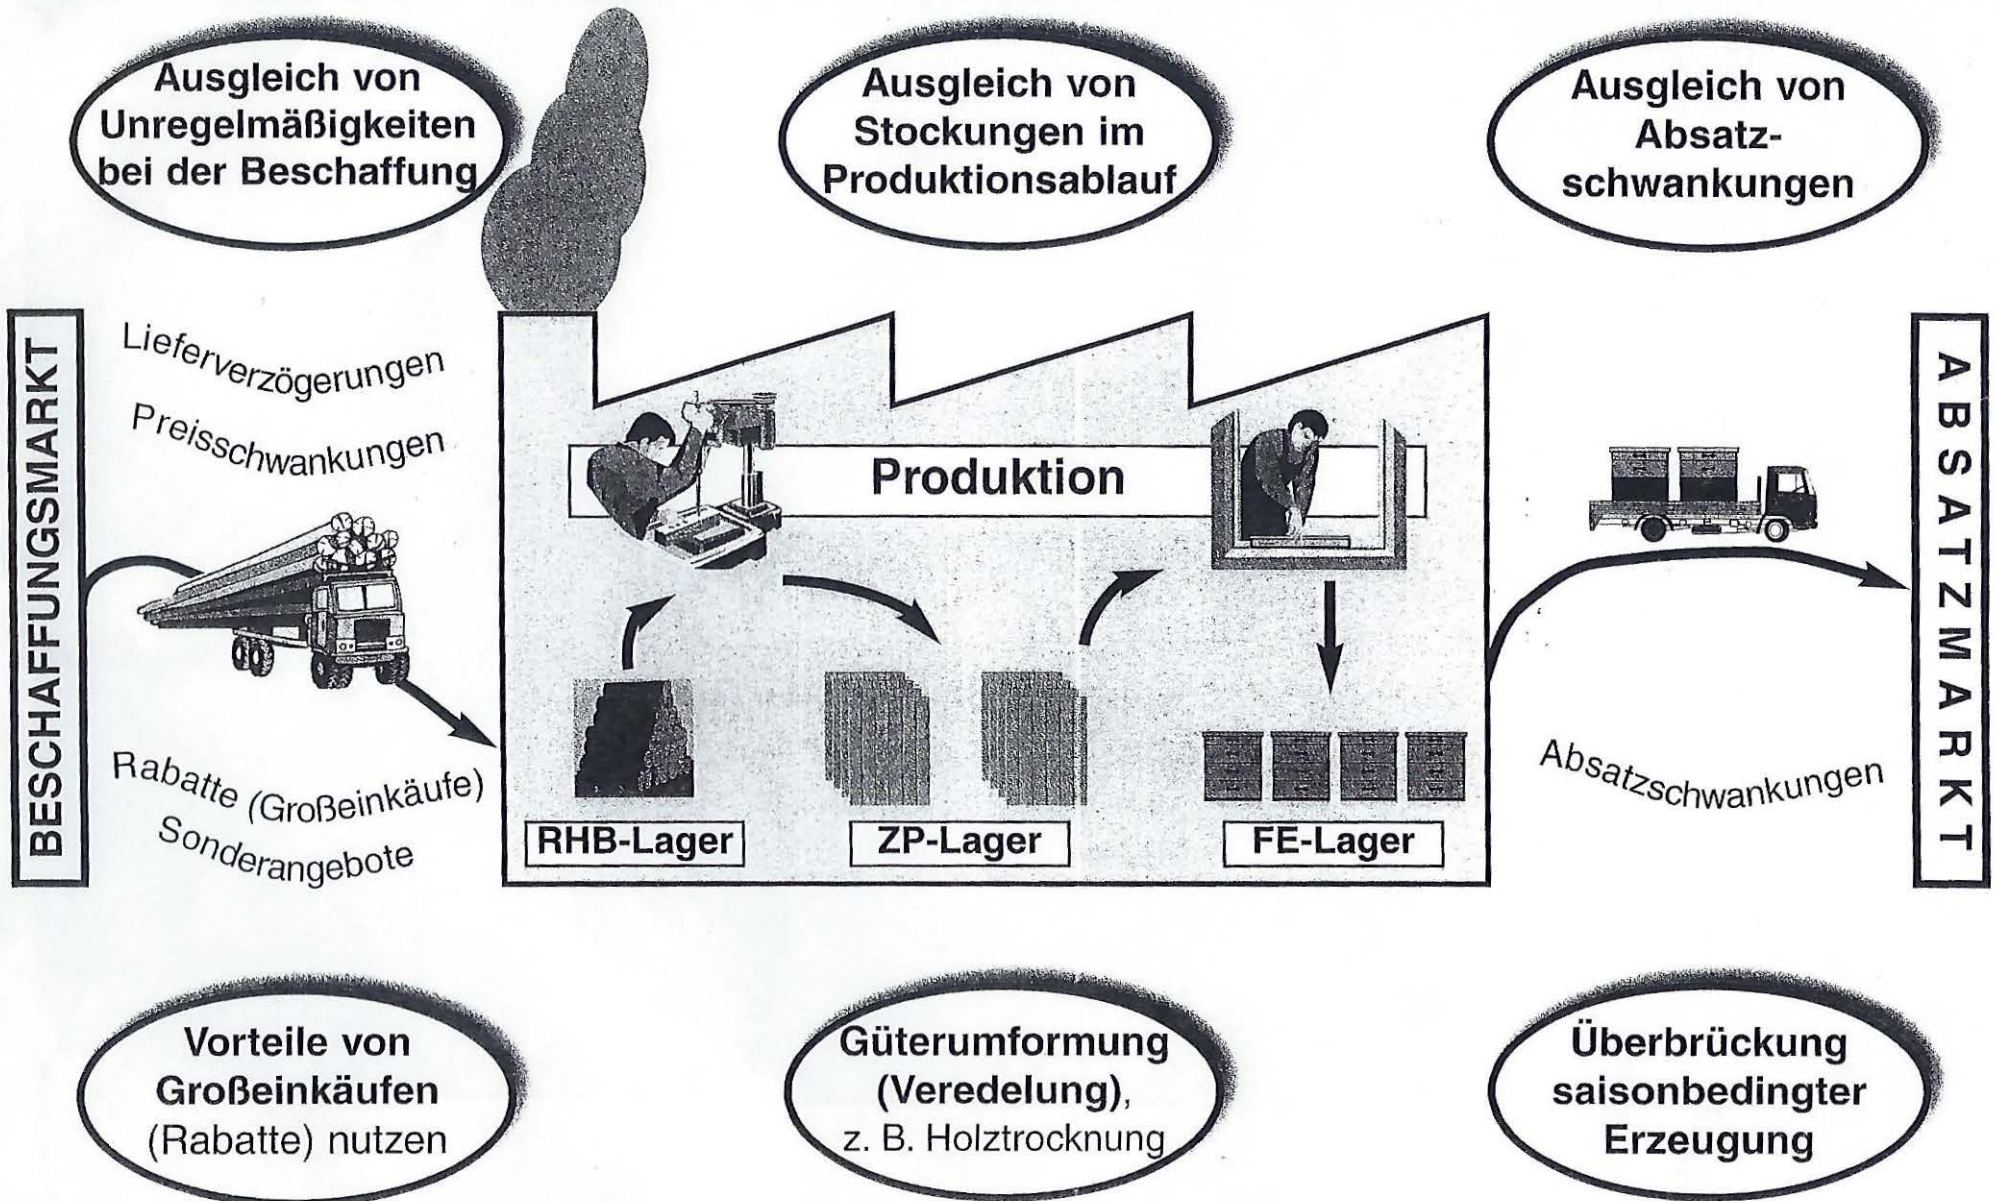 Ausgleich von
Unregelmäßigkeiten
bei der Beschaffung
Ausgleich von
Stockungen im
Produktionsablauf
Ausgleich von
Absatz-
schwankungen
BESCHAFFUNGSMARKT
Lieferverzögerungen
Preisschwankungen
Rabatte (Großeinkäufe)
Sonderangebote
Produktion
RHB-Lager
ZP-Lager
FE-Lager
Absatzschwankungen
ABSATZMARKT
Vorteile von
Großeinkäufen
(Rabatte) nutzen
Güterumformung
(Veredelung),
z. B. Holztrocknung
Überbrückung
saisonbedingter
Erzeugung